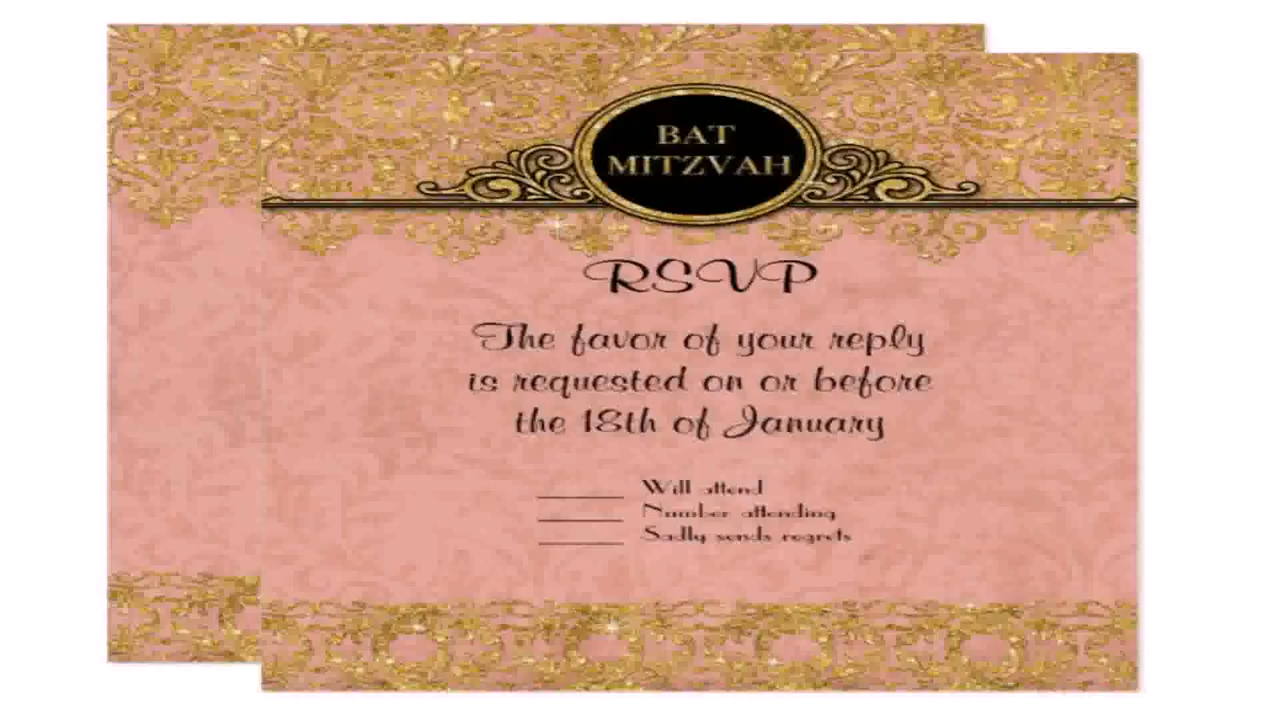 BAT
MITZVAH
RSVP
The favor of your reply
is requested on or before
the 18th of January
Will attend
Number attending
Sadly sends regrets